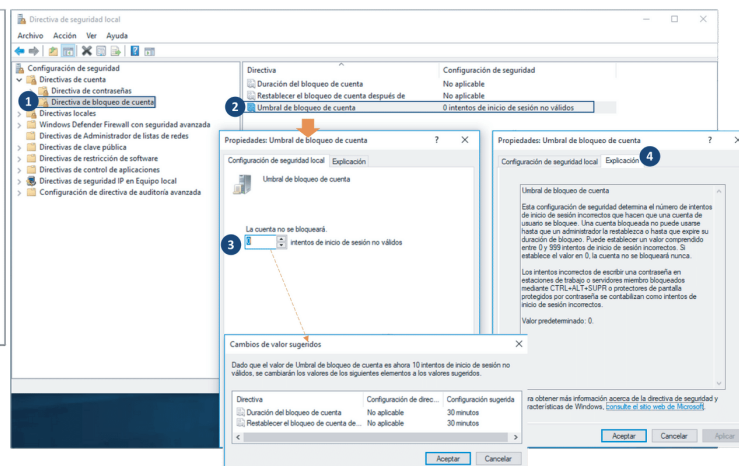 Directiva de seguridad local
Archivo Acción Ver Ayuda
Configuración de seguridad
Directivas de cuenta
Directiva de contraseñas
1
Directiva de bloqueo de cuenta
Directivas locales
Windows Defender Firewall con seguridad avanzada
Directivas de Administrador de listas de redes
Directivas de clave pública
Directivas de restricción de software
Directivas de control de aplicaciones
Directivas de seguridad IP en Equipo local
Configuración de directiva de auditoría avanzada
Directiva Configuración de seguridad
Duración del bloqueo de cuenta No aplicable
Restablecer el bloqueo de cuenta después de No aplicable
2
Umbral de bloqueo de cuenta 0 intentos de inicio de sesión no válidos
Propiedades: Umbral de bloqueo de cuenta ?
Configuración de seguridad local Explicación
Umbral de bloqueo de cuenta
La cuenta no se bloqueará.
3
0 intentos de inicio de sesión no válidos
Propiedades: Umbral de bloqueo de cuenta ?
Configuración de seguridad local Explicación
4
Umbral de bloqueo de cuenta
Esta configuración de seguridad determina el número de intentos
de inicio de sesión incorrectos que hacen que una cuenta de
usuario se bloquee. Una cuenta bloqueada no puede usarse
hasta que un administrador la restablezca o hasta que expire su
duración de bloqueo. Puede establecer un valor comprendido
entre 0 y 999 intentos de inicio de sesión incorrectos. Si
establece el valor en 0, la cuenta no se bloqueará nunca.
Los intentos incorrectos de escribir una contraseña en
estaciones de trabajo o servidores miembro bloqueados
mediante CTRL+ALT+SUPR o protectores de pantalla
protegidos por contraseña se contabilizan como intentos de
inicio de sesión incorrectos.
Valor predeterminado: 0.
ra obtener más información acerca de la directiva de seguridad y
racterísticas de Windows, consulte el sitio web de Microsoft.
Aceptar Cancelar Aplicar
Cambios de valor sugeridos
Dado que el valor de Umbral de bloqueo de cuenta es ahora 10 intentos de inicio de sesión no
válidos, se cambiarán los valores de los siguientes elementos a los valores sugeridos.
Directiva Configuración de direc... Configuración sugerida
Duración del bloqueo de cuenta No aplicable 30 minutos
Restablecer el bloqueo de cuenta de... No aplicable 30 minutos
Aceptar Cancelar